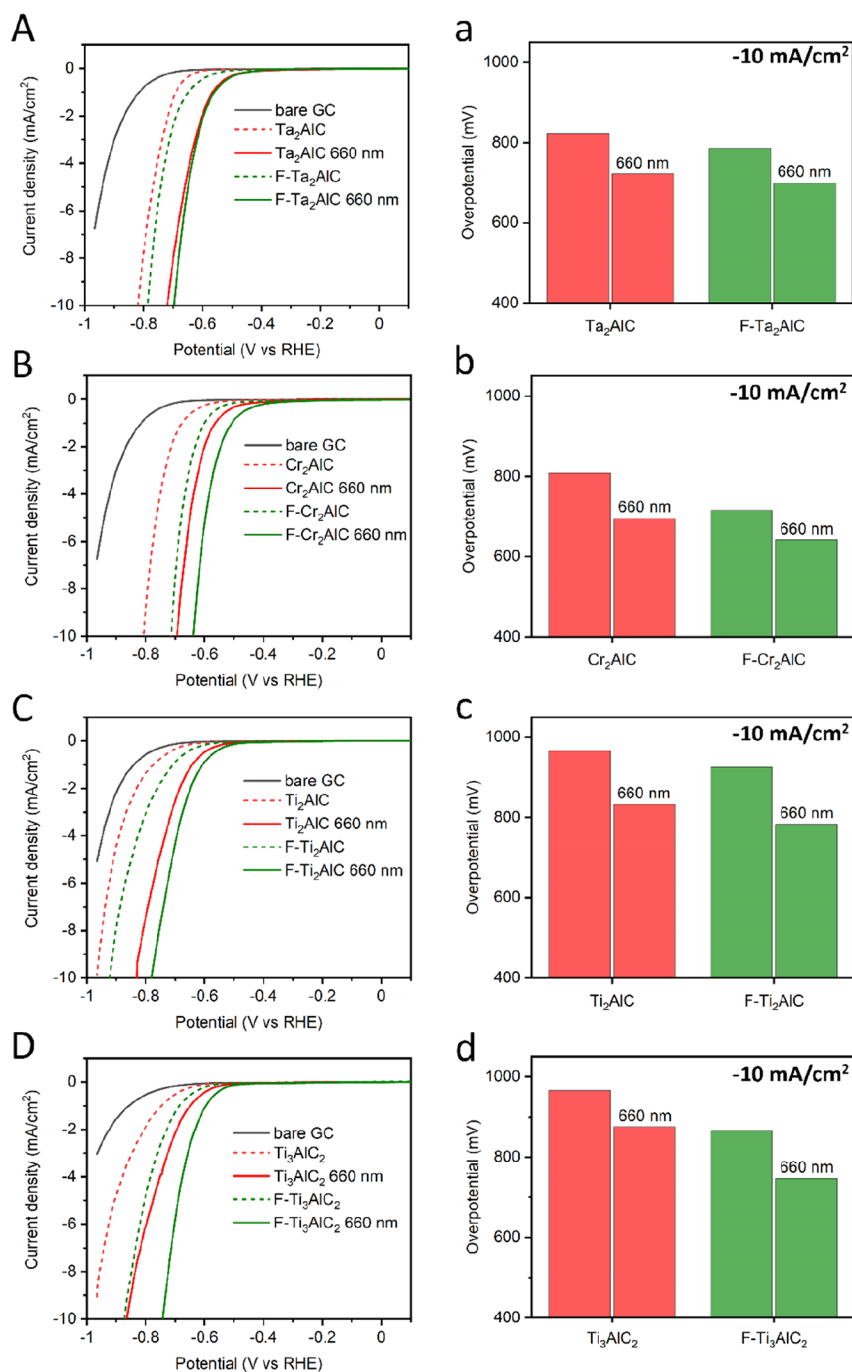 A
Current density (mA/cm²)
0
-2
-4
-6
-8
-10
bare GC
Ta₂AlC
Ta₂AlC 660 nm
F-Ta₂AlC
F-Ta₂AlC 660 nm
-1 -0.8 -0.6 -0.4 -0.2 0
Potential (V vs RHE)
a
-10 mA/cm²
Overpotential (mV)
1000
800
600
400
660 nm
660 nm
Ta₂AlC F-Ta₂AlC
B
Current density (mA/cm²)
0
-2
-4
-6
-8
-10
bare GC
Cr₂AlC
Cr₂AlC 660 nm
F-Cr₂AlC
F-Cr₂AlC 660 nm
-1 -0.8 -0.6 -0.4 -0.2 0
Potential (V vs RHE)
b
-10 mA/cm²
Overpotential (mV)
1000
800
600
400
660 nm
660 nm
Cr₂AlC F-Cr₂AlC
C
Current density (mA/cm²)
0
-2
-4
-6
-8
-10
bare GC
Ti₂AlC
Ti₂AlC 660 nm
F-Ti₂AlC
F-Ti₂AlC 660 nm
-1 -0.8 -0.6 -0.4 -0.2 0
Potential (V vs RHE)
c
-10 mA/cm²
Overpotential (mV)
1000
800
600
400
660 nm
660 nm
Ti₂AlC F-Ti₂AlC
D
Current density (mA/cm²)
0
-2
-4
-6
-8
-10
bare GC
Ti₃AlC₂
Ti₃AlC₂ 660 nm
F-Ti₃AlC₂
F-Ti₃AlC₂ 660 nm
-1 -0.8 -0.6 -0.4 -0.2 0
Potential (V vs RHE)
d
-10 mA/cm²
Overpotential (mV)
1000
800
600
400
660 nm
660 nm
Ti₃AlC₂ F-Ti₃AlC₂